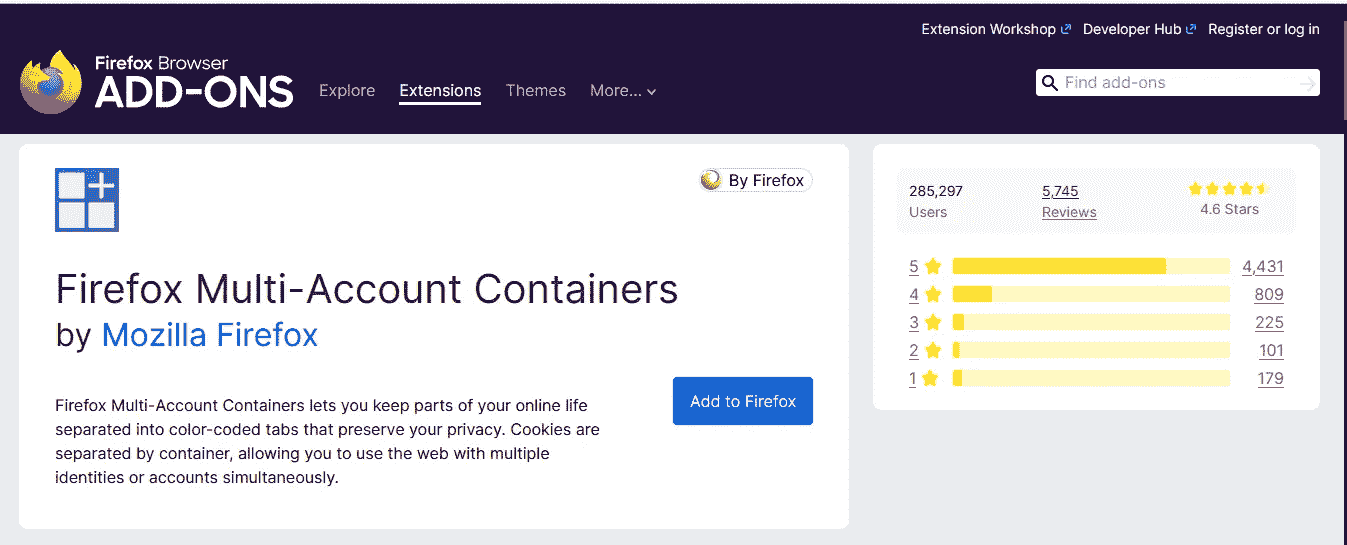 Extension Workshop Developer Hub Register or log in
Firefox Browser
ADD-ONS
Explore Extensions Themes More...
Find add-ons
By Firefox
Firefox Multi-Account Containers
by Mozilla Firefox
Firefox Multi-Account Containers lets you keep parts of your online life
separated into color-coded tabs that preserve your privacy. Cookies are
separated by container, allowing you to use the web with multiple
identities or accounts simultaneously.
Add to Firefox
285,297 5,745
Users Reviews 4.6 Stars
5 4,431
4 809
3 225
2 101
1 179